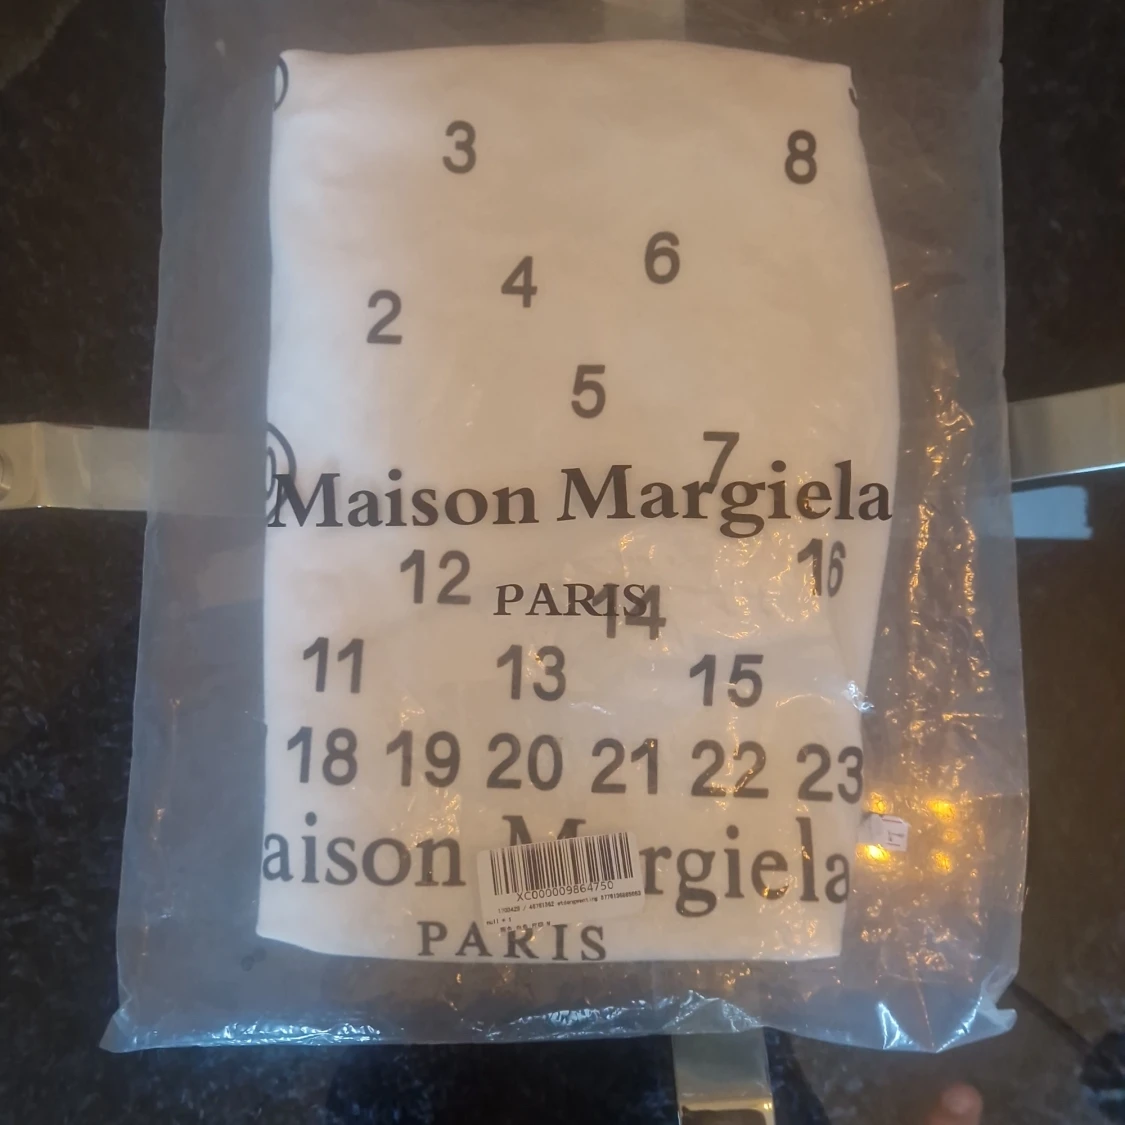 3 8
6
4
2
5
7
Maison Margiela
12 16
PARIS
14
11 13 15
18 19 20 21 22 23
aison M rgiela
XC000009864750
PARIS